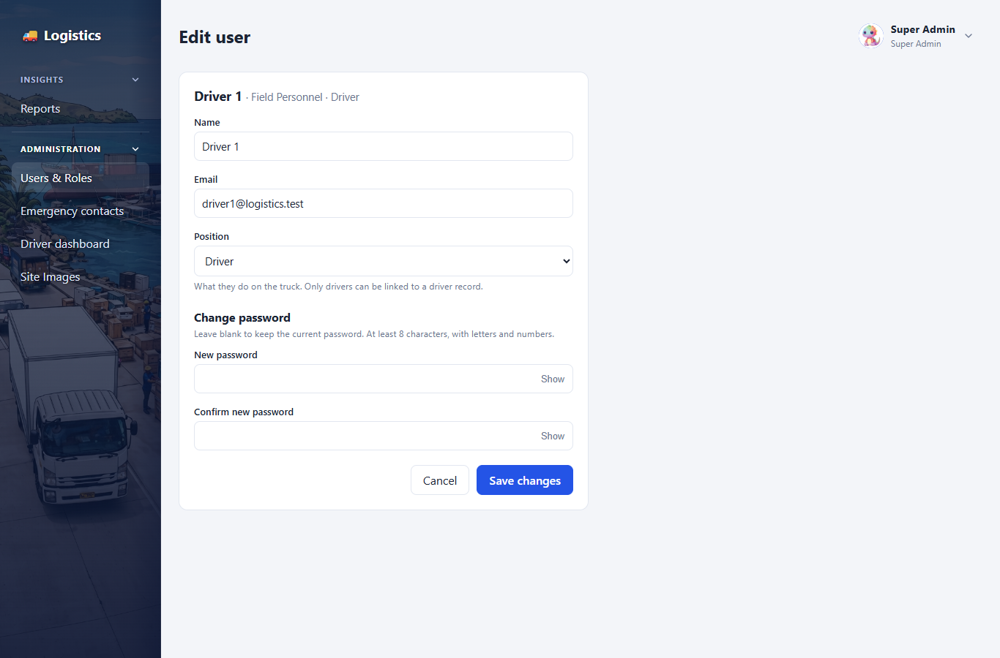 Logistics
INSIGHTS
Reports
ADMINISTRATION
Users & Roles
Emergency contacts
Driver dashboard
Site Images
Edit user
Super Admin
Super Admin
Driver 1 · Field Personnel · Driver
Name
Driver 1
Email
driver1@logistics.test
Position
Driver
What they do on the truck. Only drivers can be linked to a driver record.
Change password
Leave blank to keep the current password. At least 8 characters, with letters and numbers.
New password
Show
Confirm new password
Show
Cancel
Save changes